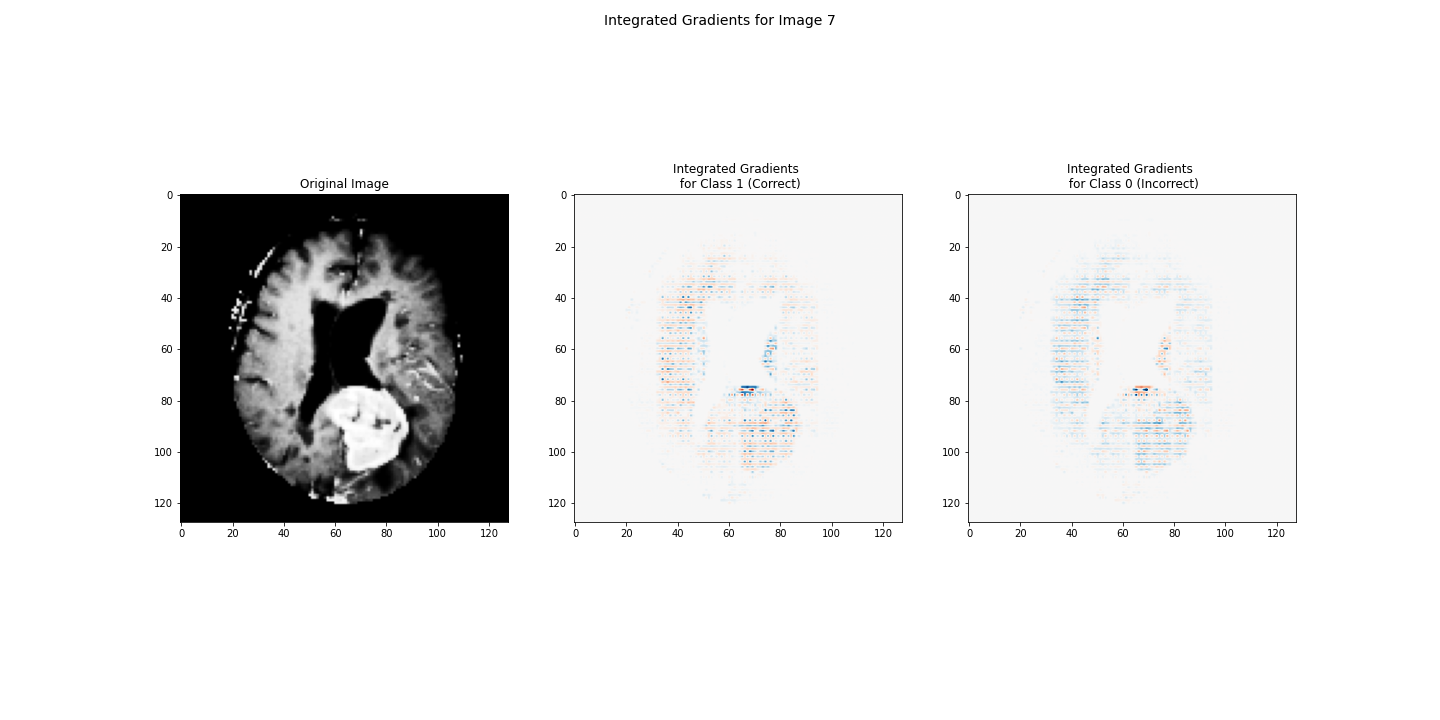 Integrated Gradients for Image 7
Original Image
Integrated Gradients
for Class 1 (Correct)
Integrated Gradients
for Class 0 (Incorrect)
0
20
40
60
80
100
120
0 20 40 60 80 100 120
0
20
40
60
80
100
120
0 20 40 60 80 100 120
0
20
40
60
80
100
120
0 20 40 60 80 100 120